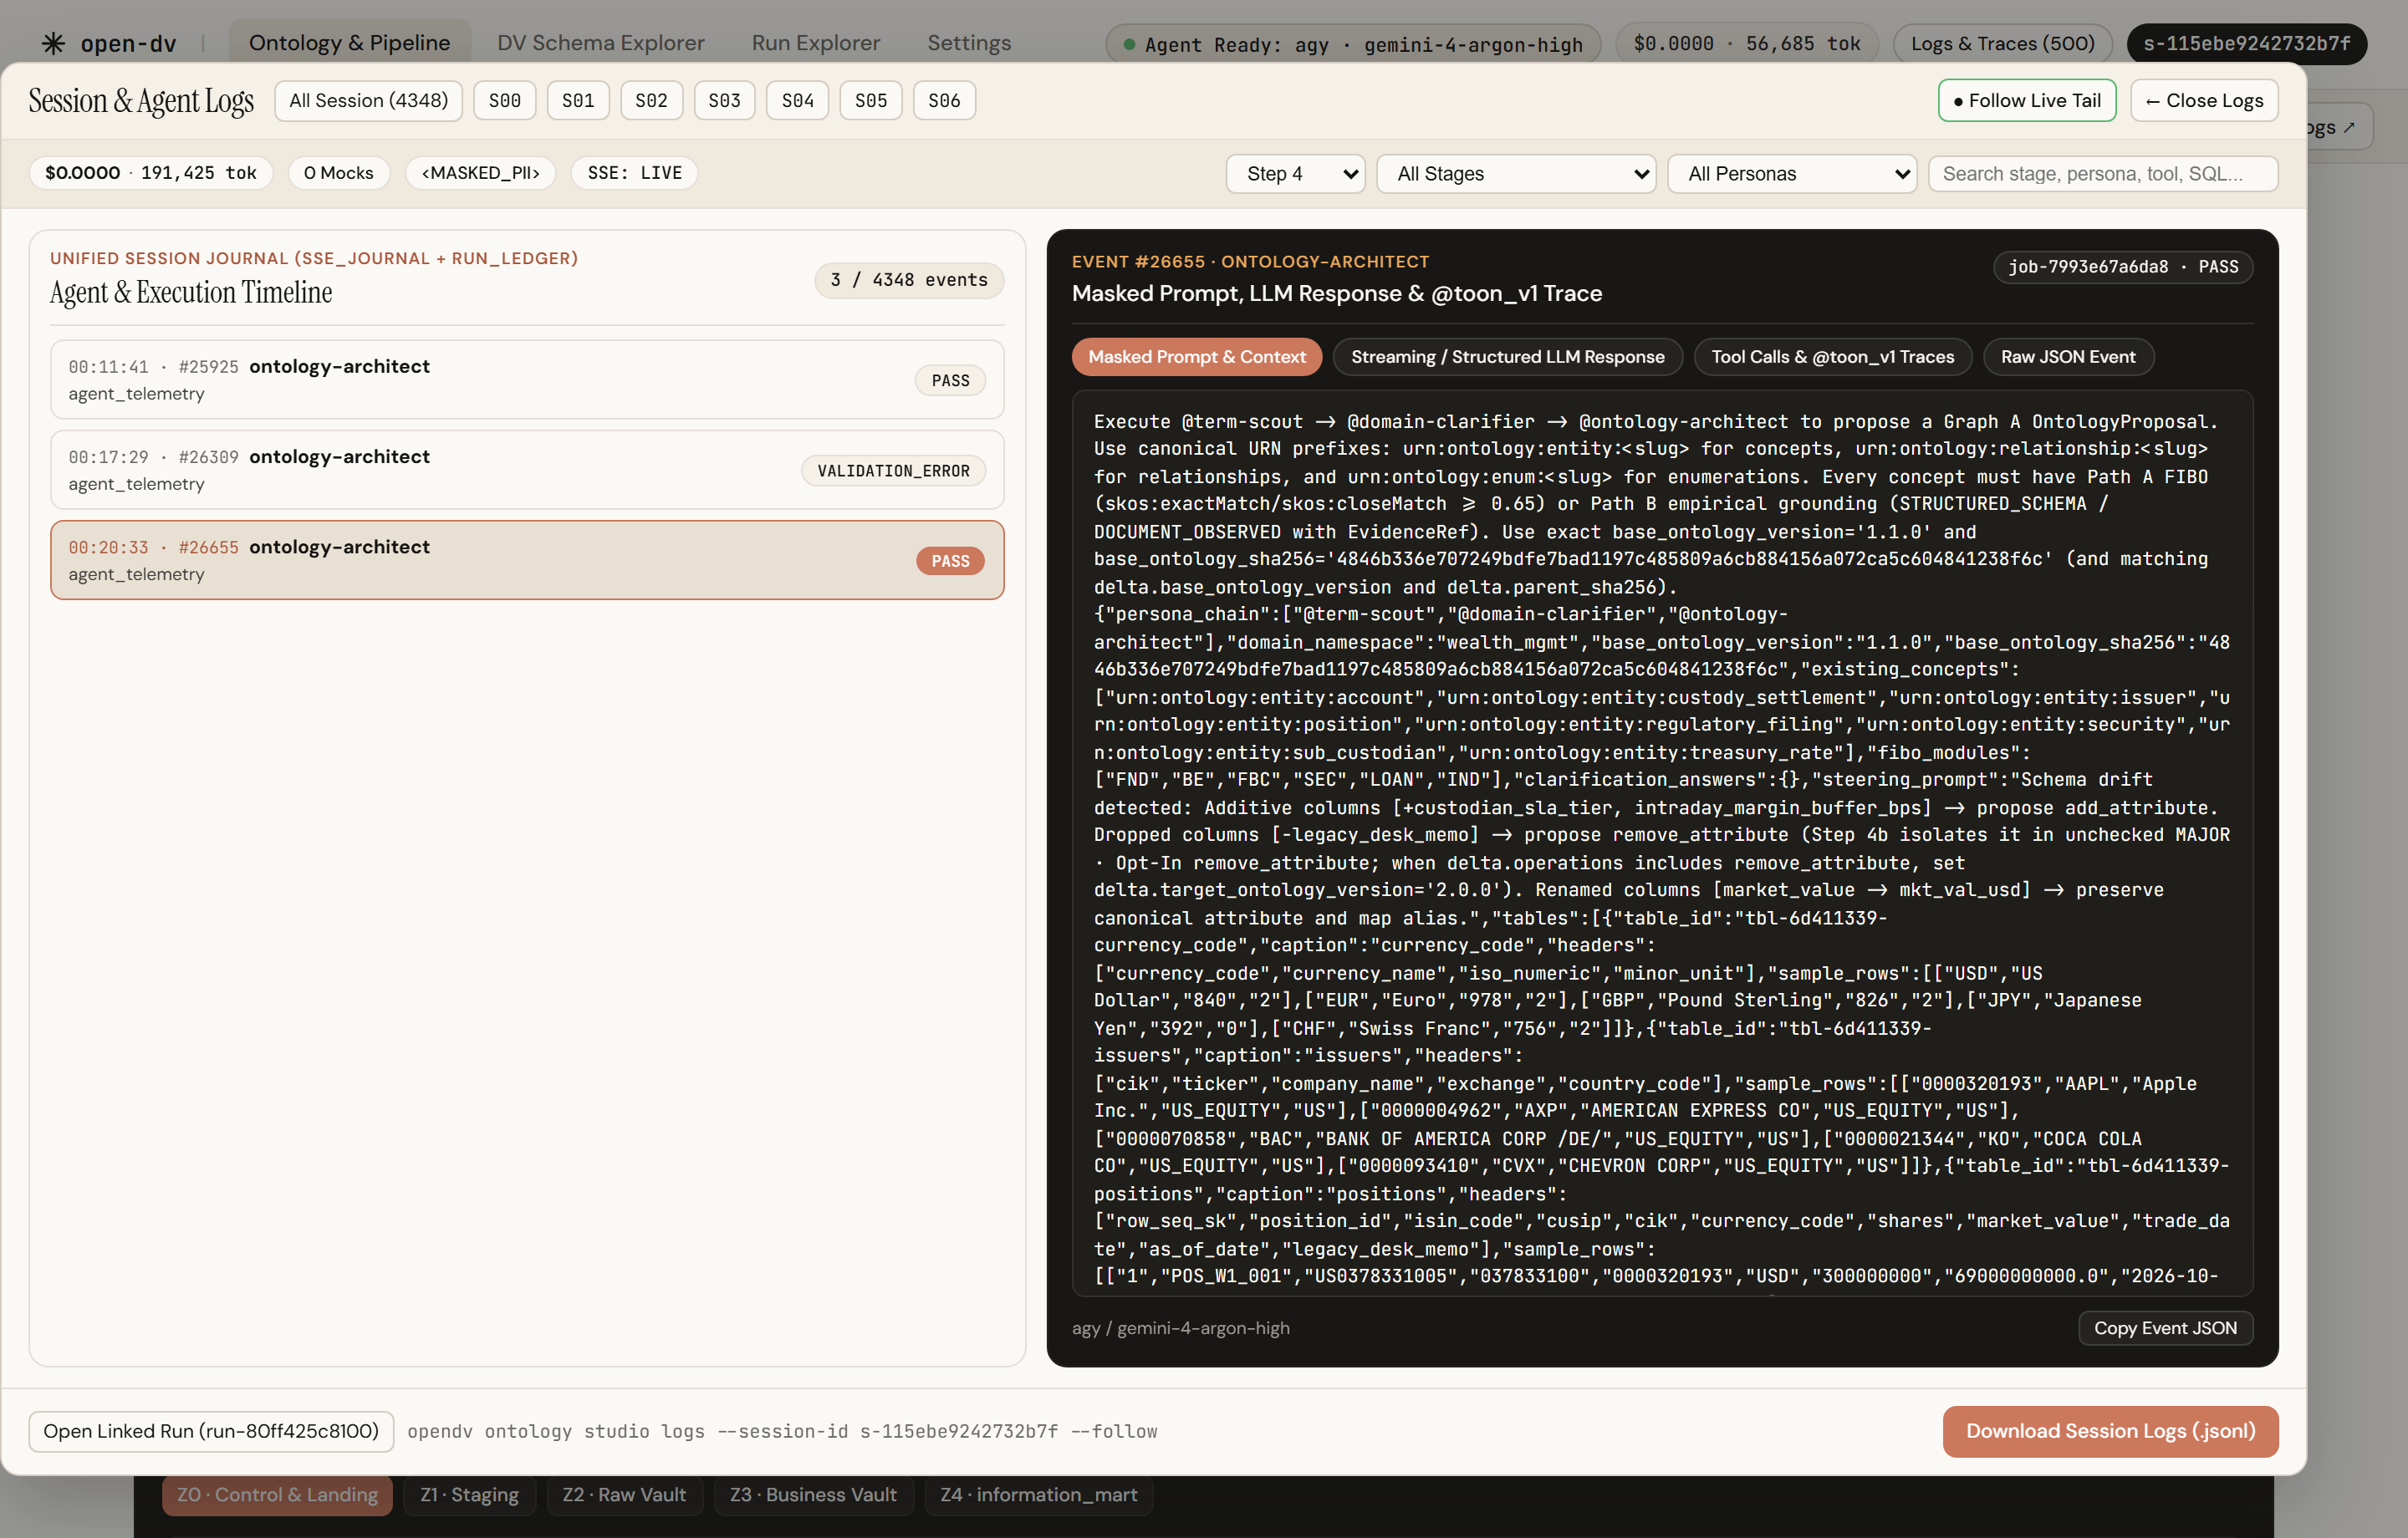 open-dv
Ontology & Pipeline
DV Schema Explorer
Run Explorer
Settings
Agent Ready: agy · gemini-4-argon-high
$0.0000 · 56,685 tok
Logs & Traces (500)
s-115ebe9242732b7f
Session & Agent Logs
All Session (4348)
S00
S01
S02
S03
S04
S05
S06
● Follow Live Tail
← Close Logs
ogs ↗
$0.0000 · 191,425 tok
0 Mocks
<MASKED_PII>
SSE: LIVE
Step 4
All Stages
All Personas
Search stage, persona, tool, SQL...
UNIFIED SESSION JOURNAL (SSE_JOURNAL + RUN_LEDGER)
Agent & Execution Timeline
3 / 4348 events
00:11:41 · #25925 ontology-architect
agent_telemetry
PASS
00:17:29 · #26309 ontology-architect
agent_telemetry
VALIDATION_ERROR
00:20:33 · #26655 ontology-architect
agent_telemetry
PASS
EVENT #26655 · ONTOLOGY-ARCHITECT
Masked Prompt, LLM Response & @toon_v1 Trace
job-7993e67a6da8 · PASS
Masked Prompt & Context
Streaming / Structured LLM Response
Tool Calls & @toon_v1 Traces
Raw JSON Event
Execute @term-scout → @domain-clarifier → @ontology-architect to propose a Graph A OntologyProposal.
Use canonical URN prefixes: urn:ontology:entity:<slug> for concepts, urn:ontology:relationship:<slug>
for relationships, and urn:ontology:enum:<slug> for enumerations. Every concept must have Path A FIBO
(skos:exactMatch/skos:closeMatch ≥ 0.65) or Path B empirical grounding (STRUCTURED_SCHEMA /
DOCUMENT_OBSERVED with EvidenceRef). Use exact base_ontology_version='1.1.0' and
base_ontology_sha256='4846b336e707249bdfe7bad1197c485809a6cb884156a072ca5c604841238f6c' (and matching
delta.base_ontology_version and delta.parent_sha256).
{"persona_chain":["@term-scout","@domain-clarifier","@ontology-
architect"],"domain_namespace":"wealth_mgmt","base_ontology_version":"1.1.0","base_ontology_sha256":"48
46b336e707249bdfe7bad1197c485809a6cb884156a072ca5c604841238f6c","existing_concepts":
["urn:ontology:entity:account","urn:ontology:entity:custody_settlement","urn:ontology:entity:issuer","u
rn:ontology:entity:position","urn:ontology:entity:regulatory_filing","urn:ontology:entity:security","ur
n:ontology:entity:sub_custodian","urn:ontology:entity:treasury_rate"],"fibo_modules":
["FND","BE","FBC","SEC","LOAN","IND"],"clarification_answers":{},"steering_prompt":"Schema drift
detected: Additive columns [+custodian_sla_tier, intraday_margin_buffer_bps] → propose add_attribute.
Dropped columns [-legacy_desk_memo] → propose remove_attribute (Step 4b isolates it in unchecked MAJOR
· Opt-In remove_attribute; when delta.operations includes remove_attribute, set
delta.target_ontology_version='2.0.0'). Renamed columns [market_value → mkt_val_usd] → preserve
canonical attribute and map alias.","tables":[{"table_id":"tbl-6d411339-
currency_code","caption":"currency_code","headers":
["currency_code","currency_name","iso_numeric","minor_unit"],"sample_rows":[["USD","US
Dollar","840","2"],["EUR","Euro","978","2"],["GBP","Pound Sterling","826","2"],["JPY","Japanese
Yen","392","0"],["CHF","Swiss Franc","756","2"]]},{"table_id":"tbl-6d411339-
issuers","caption":"issuers","headers":
["cik","ticker","company_name","exchange","country_code"],"sample_rows":[["0000320193","AAPL","Apple
Inc.","US_EQUITY","US"],["0000004962","AXP","AMERICAN EXPRESS CO","US_EQUITY","US"],
["0000070858","BAC","BANK OF AMERICA CORP /DE/","US_EQUITY","US"],["0000021344","KO","COCA COLA
CO","US_EQUITY","US"],["0000093410","CVX","CHEVRON CORP","US_EQUITY","US"]]},{"table_id":"tbl-6d411339-
positions","caption":"positions","headers":
["row_seq_sk","position_id","isin_code","cusip","cik","currency_code","shares","market_value","trade_da
te","as_of_date","legacy_desk_memo"],"sample_rows":
[["1","POS_W1_001","US0378331005","037833100","0000320193","USD","300000000","69000000000.0","2026-10-
agy / gemini-4-argon-high
Copy Event JSON
Open Linked Run (run-80ff425c8100)
opendv ontology studio logs --session-id s-115ebe9242732b7f --follow
Download Session Logs (.jsonl)
Z0 · Control & Landing
Z1 · Staging
Z2 · Raw Vault
Z3 · Business Vault
Z4 · information_mart